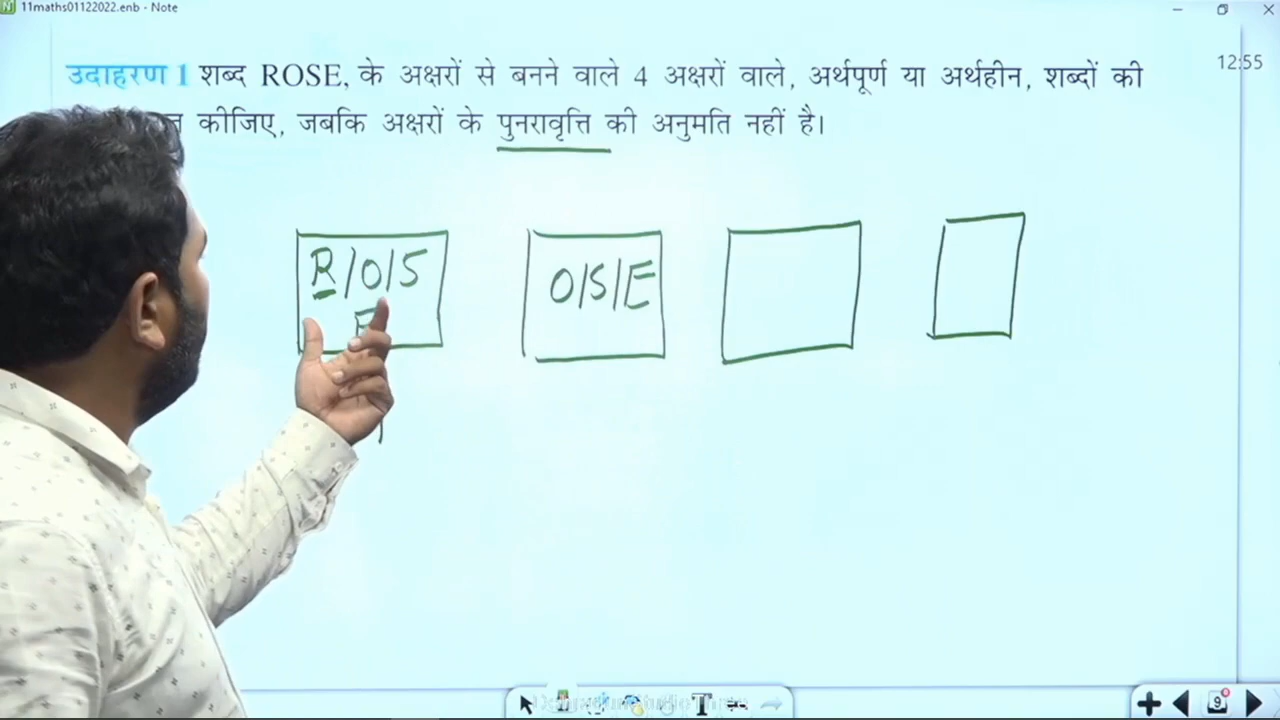 11maths01122022.enb - Note
उदाहरण 1 शब्द ROSE, के अक्षरों से बनने वाले 4 अक्षरों वाले, अर्थपूर्ण या अर्थहीन, शब्दों की
कीजिए, जबकि अक्षरों के पुनरावृत्ति की अनुमति नहीं है।
12:55
R/O/S
E
O/S/E
T
9